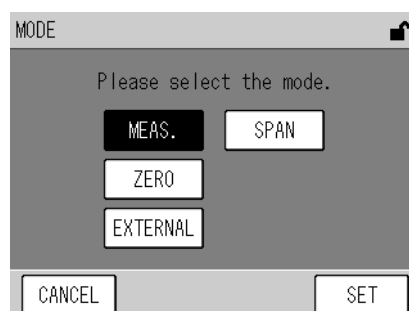 MODE
Please select the mode.
MEAS. SPAN
ZERO
EXTERNAL
CANCEL SET